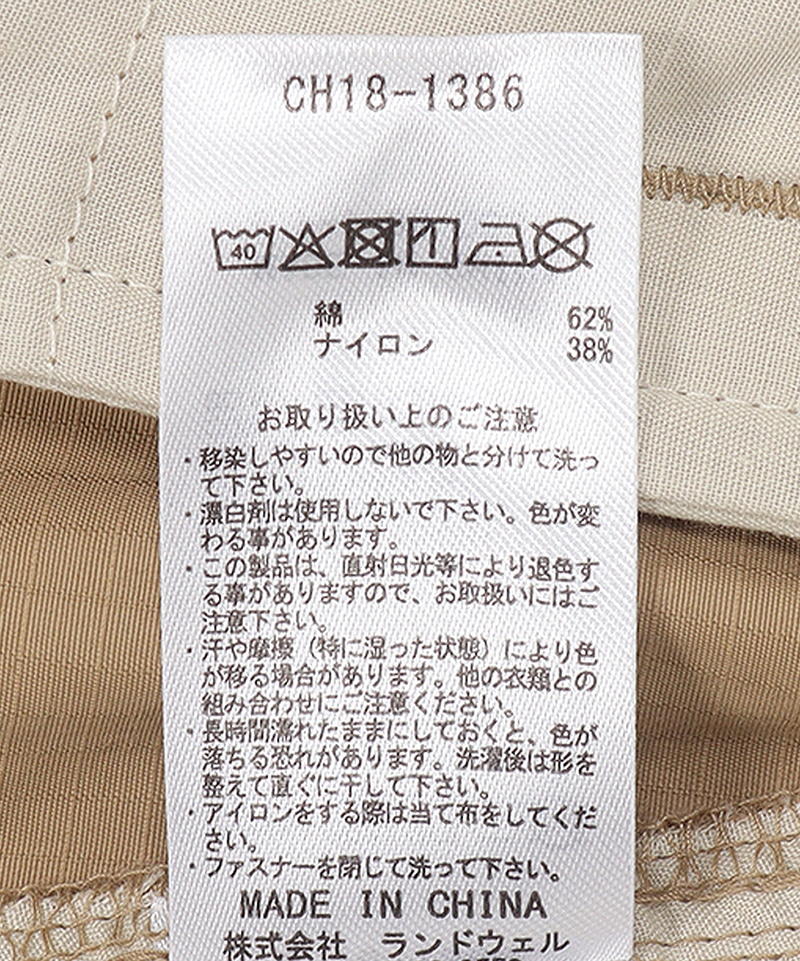 CH18-1386
40
綿 62%
ナイロン 38%
お取り扱い上のご注意
・移染しやすいので他の物と分けて洗っ
て下さい。
・漂白剤は使用しないで下さい。色が変
わる事があります。
・この製品は、直射日光等により退色す
る事がありますので、お取扱いにはご
注意下さい。
・汗や摩擦（特に湿った状態）により色
が移る場合があります。他の衣類との
組み合わせにご注意ください。
・長時間濡れたままにしておくと、色が
落ちる恐れがあります。洗濯後は形を
整えて直ぐに干して下さい。
・アイロンをする際は当て布をしてくだ
さい。
・ファスナーを閉じて洗って下さい。
MADE IN CHINA
株式会社 ランドウェル